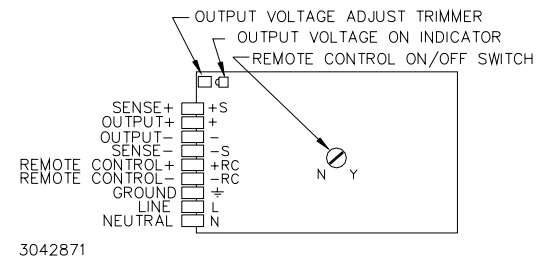 OUTPUT VOLTAGE ADJUST TRIMMER
OUTPUT VOLTAGE ON INDICATOR
REMOTE CONTROL ON/OFF SWITCH
SENSE+ +S
OUTPUT+ +
OUTPUT- -
SENSE- -S
REMOTE CONTROL+ +RC
REMOTE CONTROL- -RC
GROUND ⏚
LINE L
NEUTRAL N
N Y
3042871